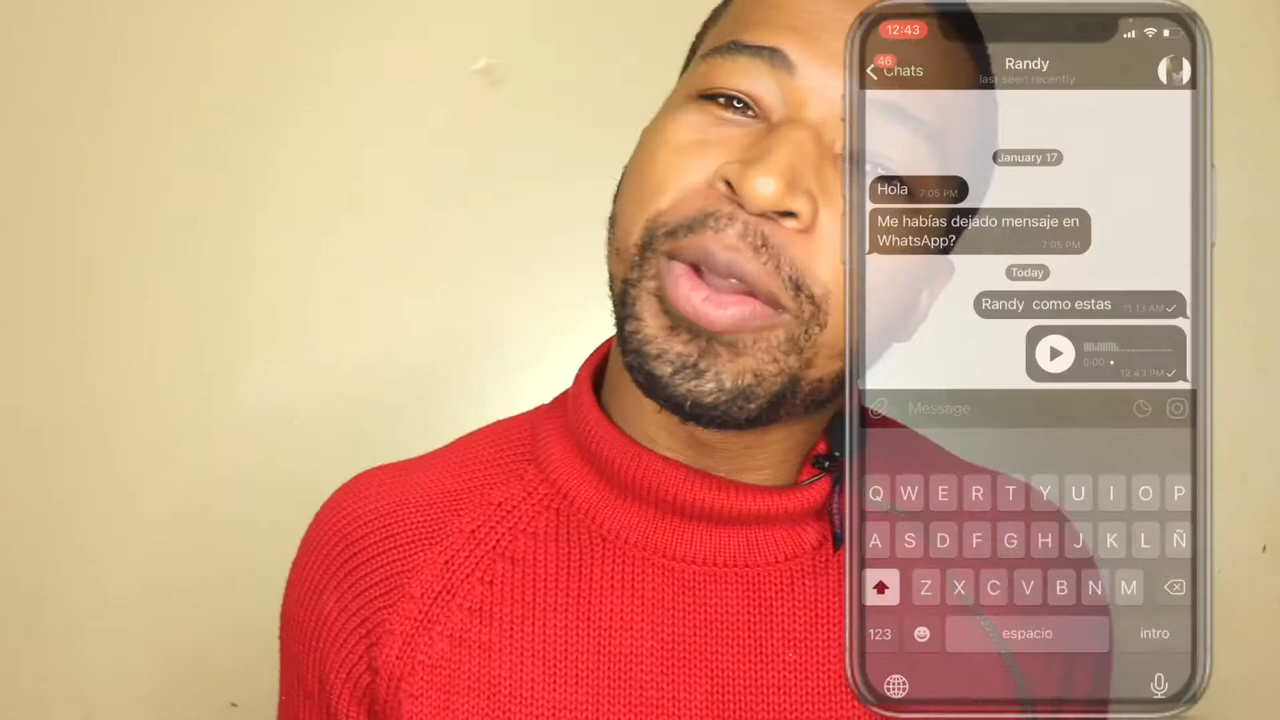 12:43
46
Chats
Randy
last seen recently
January 17
Hola 7:05 PM
Me habías dejado mensaje en
WhatsApp? 7:05 PM
Today
Randy como estas 11:13 AM
0:00
12:43 PM
Message
Q W E R T Y U I O P
A S D F G H J K L Ñ
Z X C V B N M
123 espacio intro